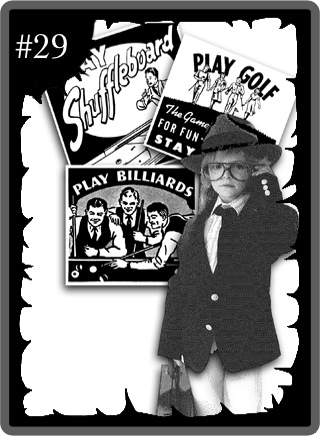 #29
Shuffleboard
PLAY GOLF
The Game
FOR FUN
STAY
PLAY BILLIARDS